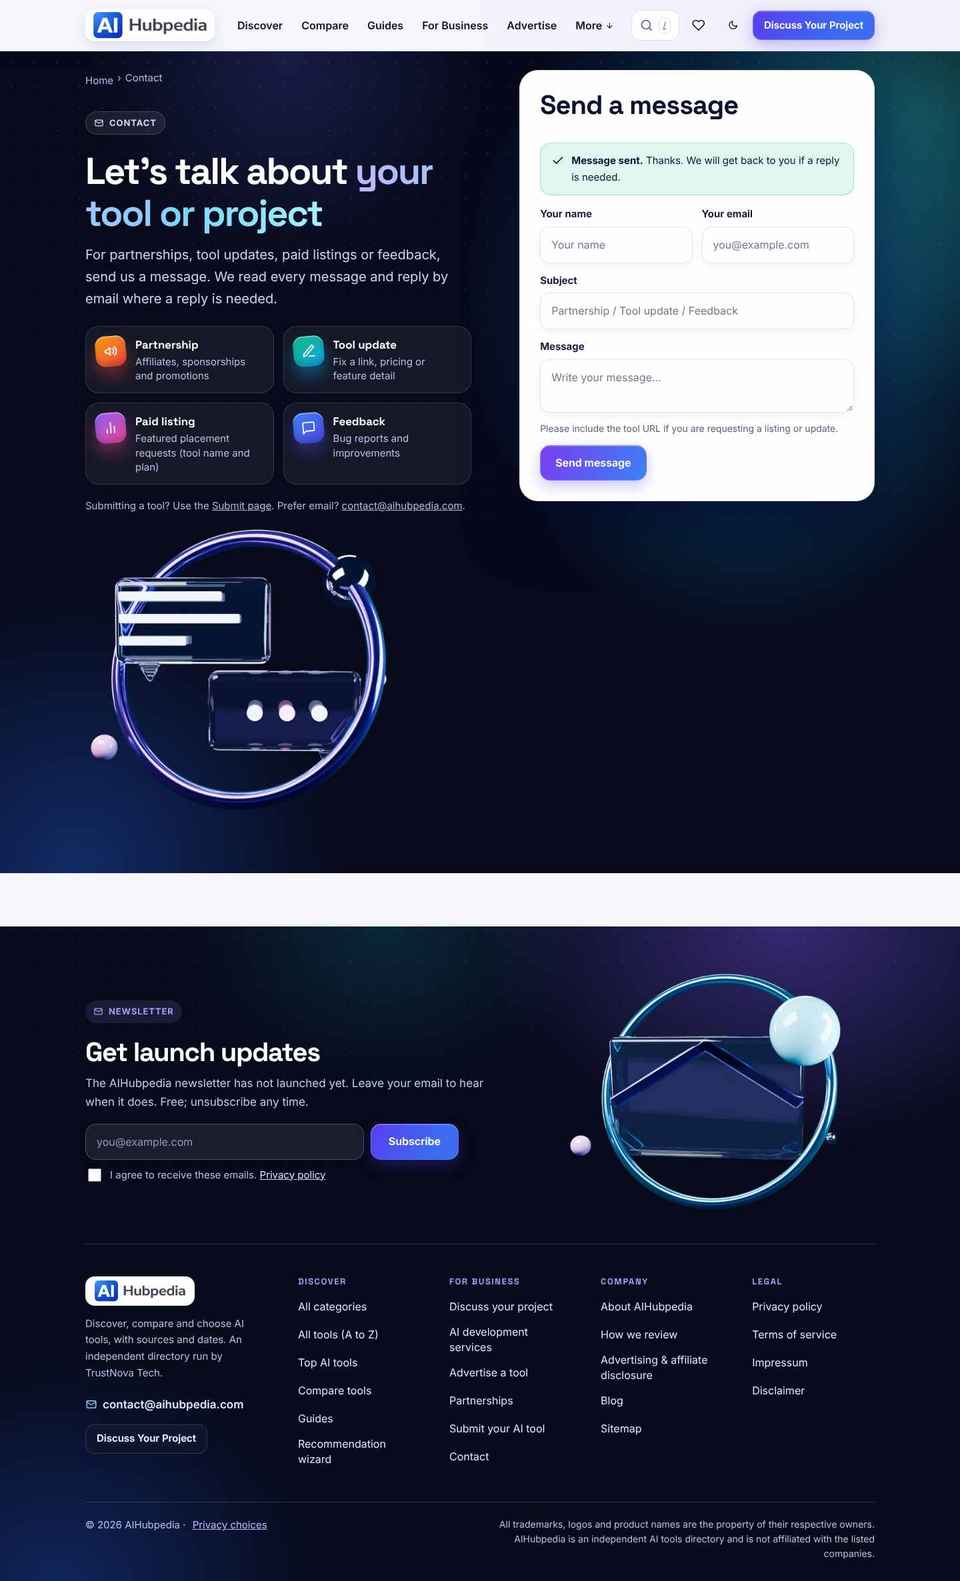 AI Hubpedia
Discover
Compare
Guides
For Business
Advertise
More ↓
/
Discuss Your Project
Home › Contact
CONTACT
Let's talk about your
tool or project
For partnerships, tool updates, paid listings or feedback,
send us a message. We read every message and reply by
email where a reply is needed.
Partnership
Affiliates, sponsorships
and promotions
Tool update
Fix a link, pricing or
feature detail
Paid listing
Featured placement
requests (tool name and
plan)
Feedback
Bug reports and
improvements
Submitting a tool? Use the Submit page. Prefer email? contact@aihubpedia.com.
Send a message
Message sent. Thanks. We will get back to you if a reply
is needed.
Your name
Your name
Your email
you@example.com
Subject
Partnership / Tool update / Feedback
Message
Write your message...
Please include the tool URL if you are requesting a listing or update.
Send message
NEWSLETTER
Get launch updates
The AIHubpedia newsletter has not launched yet. Leave your email to hear
when it does. Free; unsubscribe any time.
you@example.com
Subscribe
I agree to receive these emails. Privacy policy
AI Hubpedia
Discover, compare and choose AI
tools, with sources and dates. An
independent directory run by
TrustNova Tech.
contact@aihubpedia.com
Discuss Your Project
DISCOVER
All categories
All tools (A to Z)
Top AI tools
Compare tools
Guides
Recommendation
wizard
FOR BUSINESS
Discuss your project
AI development
services
Advertise a tool
Partnerships
Submit your AI tool
Contact
COMPANY
About AIHubpedia
How we review
Advertising & affiliate
disclosure
Blog
Sitemap
LEGAL
Privacy policy
Terms of service
Impressum
Disclaimer
© 2026 AIHubpedia · Privacy choices
All trademarks, logos and product names are the property of their respective owners.
AIHubpedia is an independent AI tools directory and is not affiliated with the listed
companies.